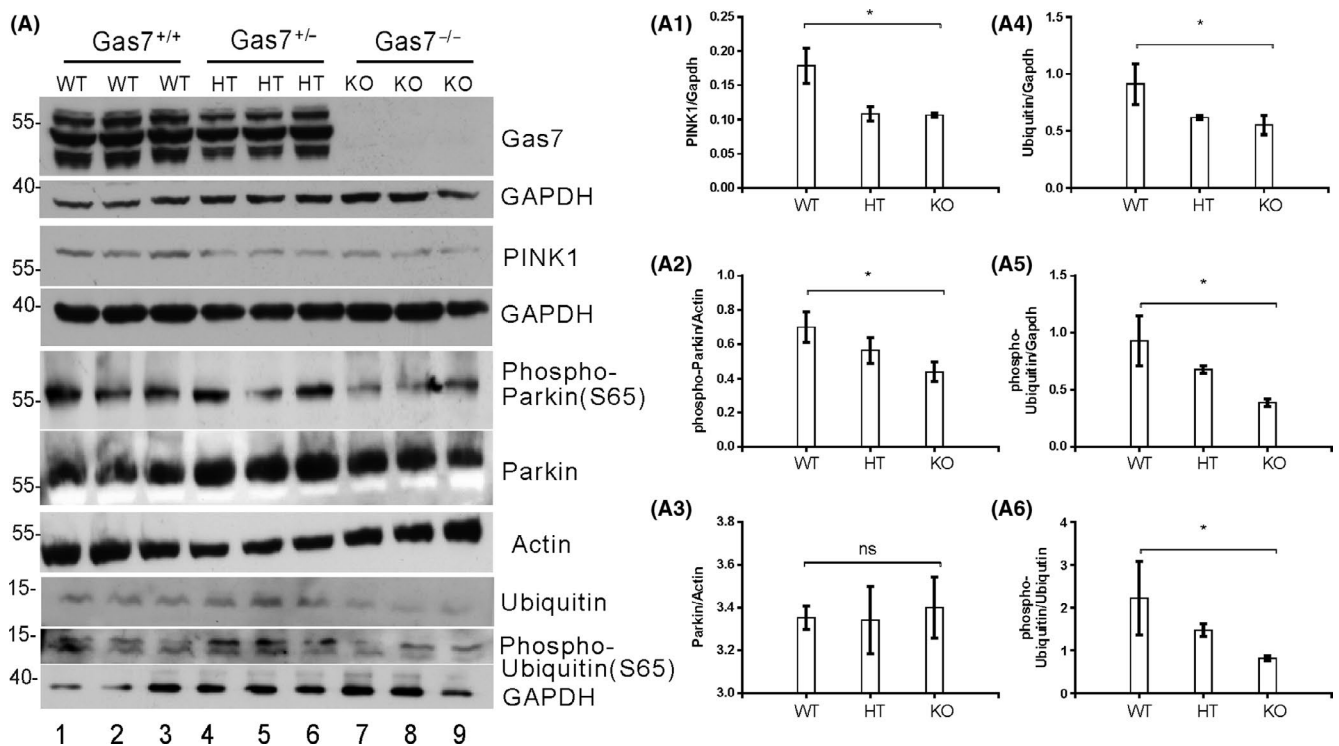 (A)
Gas7+/+ Gas7+/- Gas7-/-
WT WT WT HT HT HT KO KO KO
55-
Gas7
40-
GAPDH
PINK1
55-
40-
GAPDH
Phospho-
Parkin(S65)
55-
Parkin
55-
55-
Actin
15-
Ubiquitin
15-
Phospho-
Ubiquitin(S65)
40-
GAPDH
1 2 3 4 5 6 7 8 9
(A1)
*
PINK1/Gapdh
0.25
0.20
0.15
0.10
0.05
0.00
WT HT KO
(A2)
*
phospho-Parkin/Actin
1.0
0.8
0.6
0.4
0.2
0.0
WT HT KO
(A3)
ns
Parkin/Actin
3.8
3.6
3.4
3.2
3.0
WT HT KO
(A4)
*
Ubiquitin/Gapdh
1.5
1.0
0.5
0.0
WT HT KO
(A5)
*
phospho-
Ubiquitin/Gapdh
1.5
1.0
0.5
0.0
WT HT KO
(A6)
*
phospho-
Ubiquitin/Ubiqutin
4
3
2
1
0
WT HT KO